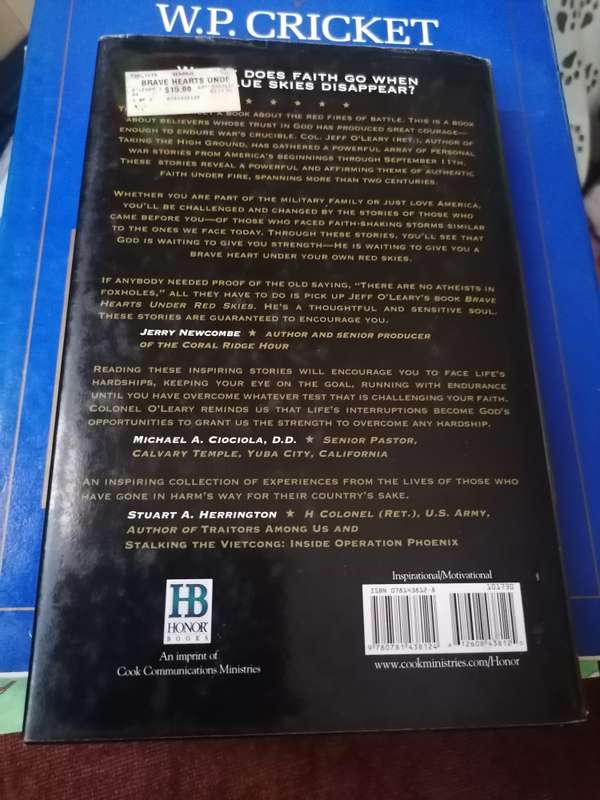 W.P. CRICKET
BRAVE HEARTS UNDE
$15.00
DOES FAITH GO WHEN
LUE SKIES DISAPPEAR?
A BOOK ABOUT THE RED FIRES OF BATTLE. THIS IS A BOOK
ABOUT BELIEVERS WHOSE TRUST IN GOD HAS PRODUCED GREAT COURAGE—
ENOUGH TO ENDURE WAR'S CRUCIBLE. COL. JEFF O'LEARY (RET.), AUTHOR OF
TAKING THE HIGH GROUND, HAS GATHERED A POWERFUL ARRAY OF PERSONAL
WAR STORIES FROM AMERICA'S BEGINNINGS THROUGH SEPTEMBER 11TH.
THESE STORIES REVEAL A POWERFUL AND AFFIRMING THEME OF AUTHENTIC
FAITH UNDER FIRE, SPANNING MORE THAN TWO CENTURIES.
WHETHER YOU ARE PART OF THE MILITARY FAMILY OR JUST LOVE AMERICA,
YOU'LL BE CHALLENGED AND CHANGED BY THE STORIES OF THOSE WHO
CAME BEFORE YOU—OF THOSE WHO FACED FAITH-SHAKING STORMS SIMILAR
TO THE ONES WE FACE TODAY. THROUGH THESE STORIES, YOU'LL SEE THAT
GOD IS WAITING TO GIVE YOU STRENGTH—HE IS WAITING TO GIVE YOU A
BRAVE HEART UNDER YOUR OWN RED SKIES.
IF ANYBODY NEEDED PROOF OF THE OLD SAYING, "THERE ARE NO ATHEISTS IN
FOXHOLES," ALL THEY HAVE TO DO IS PICK UP JEFF O'LEARY'S BOOK BRAVE
HEARTS UNDER RED SKIES. HE'S A THOUGHTFUL AND SENSITIVE SOUL.
THESE STORIES ARE GUARANTEED TO ENCOURAGE YOU.
JERRY NEWCOMBE ★ AUTHOR AND SENIOR PRODUCER
OF THE CORAL RIDGE HOUR
READING THESE INSPIRING STORIES WILL ENCOURAGE YOU TO FACE LIFE'S
HARDSHIPS, KEEPING YOUR EYE ON THE GOAL, RUNNING WITH ENDURANCE
UNTIL YOU HAVE OVERCOME WHATEVER TEST THAT IS CHALLENGING YOUR FAITH.
COLONEL O'LEARY REMINDS US THAT LIFE'S INTERRUPTIONS BECOME GOD'S
OPPORTUNITIES TO GRANT US THE STRENGTH TO OVERCOME ANY HARDSHIP.
MICHAEL A. CIOCIOLA, D.D. ★ SENIOR PASTOR,
CALVARY TEMPLE, YUBA CITY, CALIFORNIA
AN INSPIRING COLLECTION OF EXPERIENCES FROM THE LIVES OF THOSE WHO
HAVE GONE IN HARM'S WAY FOR THEIR COUNTRY'S SAKE.
STUART A. HERRINGTON ★ H COLONEL (RET.), U.S. ARMY,
AUTHOR OF TRAITORS AMONG US AND
STALKING THE VIETCONG: INSIDE OPERATION PHOENIX
HB
HONOR
BOOKS
An imprint of
Cook Communications Ministries
Inspirational/Motivational
ISBN 078143812-6 101730
9 780781 438124
www.cookministries.com/Honor